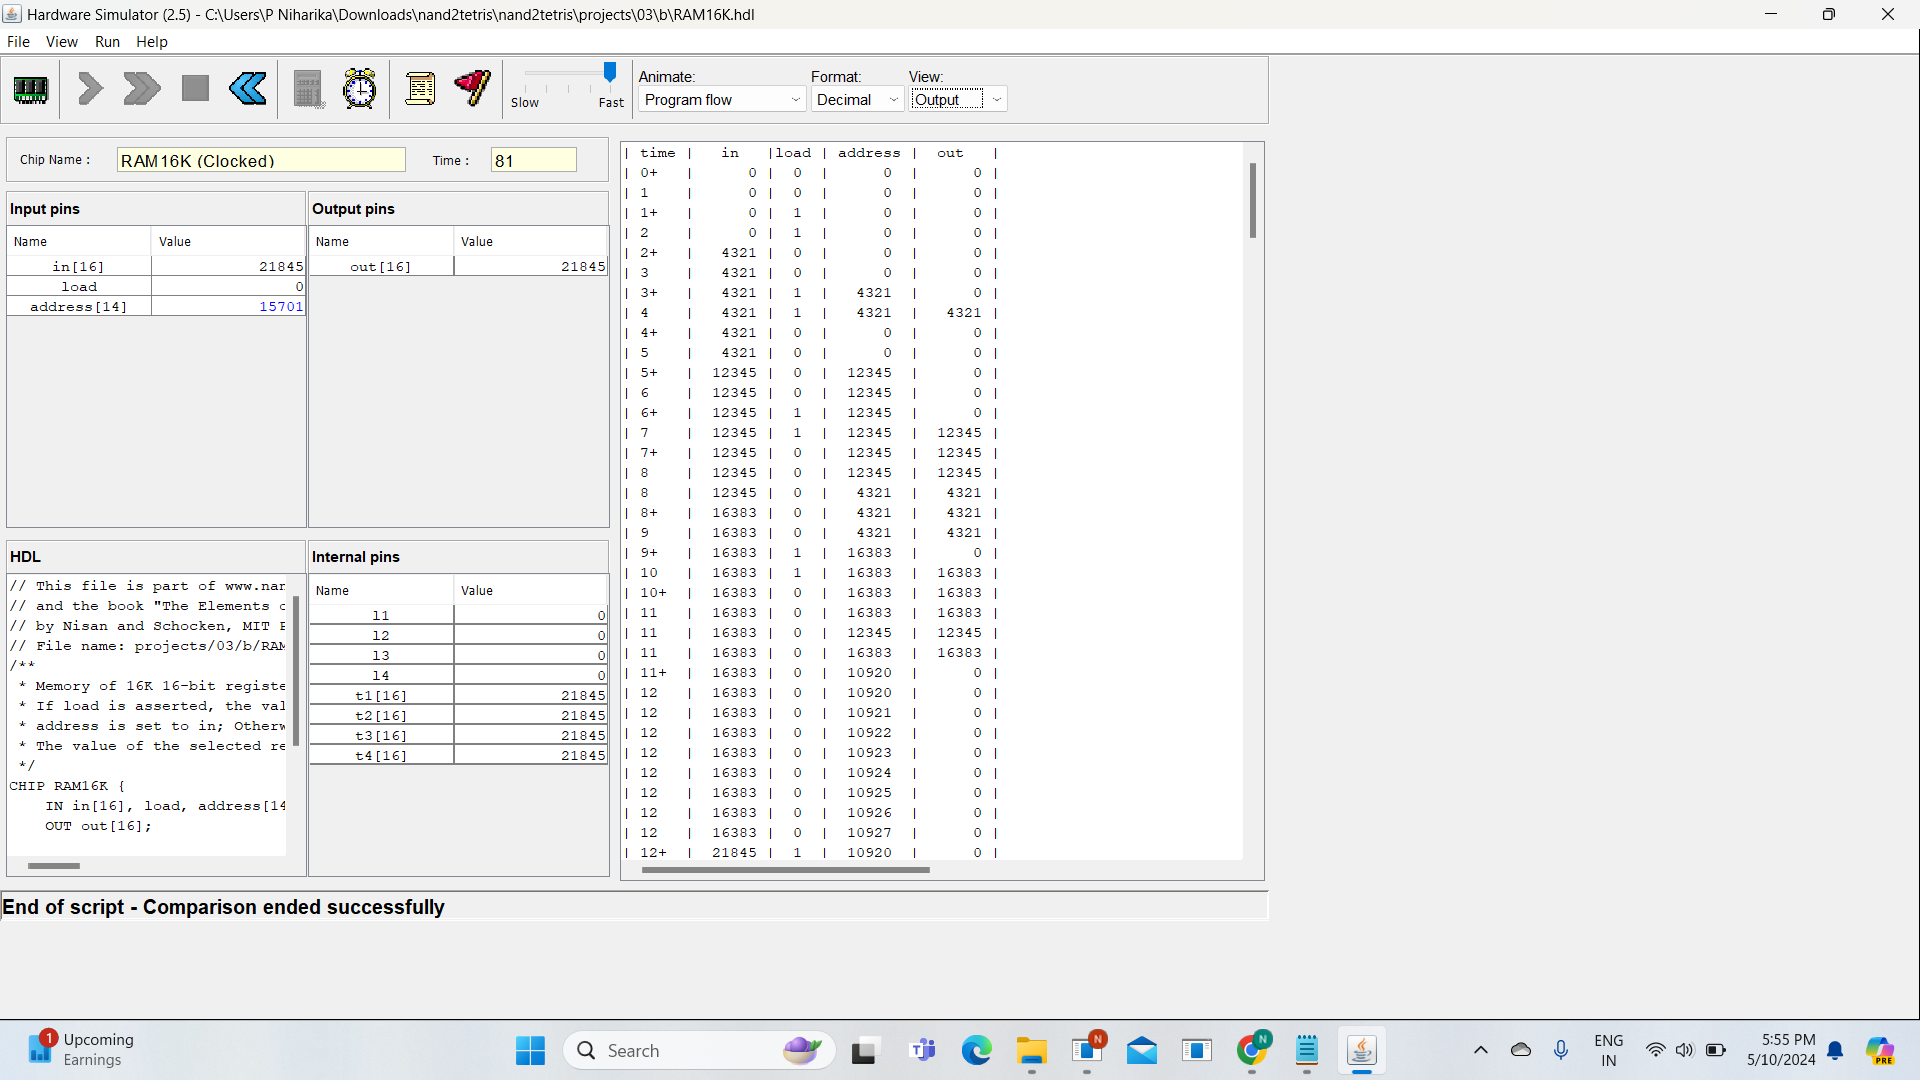 Hardware Simulator (2.5) - C:\Users\P Niharika\Downloads\nand2tetris\nand2tetris\projects\03\b\RAM16K.hdl
File View Run Help
Slow Fast
Animate: Format: View:
Program flow Decimal Output
Chip Name : RAM16K (Clocked) Time : 81
Input pins
Name Value
in[16] 21845
load 0
address[14] 15701
Output pins
Name Value
out[16] 21845
HDL
// This file is part of www.nan
// and the book "The Elements o
// by Nisan and Schocken, MIT P
// File name: projects/03/b/RAM
/**
* Memory of 16K 16-bit registe
* If load is asserted, the val
* address is set to in; Otherw
* The value of the selected re
*/
CHIP RAM16K {
IN in[16], load, address[14
OUT out[16];
Internal pins
Name Value
l1 0
l2 0
l3 0
l4 0
t1[16] 21845
t2[16] 21845
t3[16] 21845
t4[16] 21845
| time | in |load | address | out |
| 0+ | 0 | 0 | 0 | 0 |
| 1 | 0 | 0 | 0 | 0 |
| 1+ | 0 | 1 | 0 | 0 |
| 2 | 0 | 1 | 0 | 0 |
| 2+ | 4321 | 0 | 0 | 0 |
| 3 | 4321 | 0 | 0 | 0 |
| 3+ | 4321 | 1 | 4321 | 0 |
| 4 | 4321 | 1 | 4321 | 4321 |
| 4+ | 4321 | 0 | 0 | 0 |
| 5 | 4321 | 0 | 0 | 0 |
| 5+ | 12345 | 0 | 12345 | 0 |
| 6 | 12345 | 0 | 12345 | 0 |
| 6+ | 12345 | 1 | 12345 | 0 |
| 7 | 12345 | 1 | 12345 | 12345 |
| 7+ | 12345 | 0 | 12345 | 12345 |
| 8 | 12345 | 0 | 12345 | 12345 |
| 8 | 12345 | 0 | 4321 | 4321 |
| 8+ | 16383 | 0 | 4321 | 4321 |
| 9 | 16383 | 0 | 4321 | 4321 |
| 9+ | 16383 | 1 | 16383 | 0 |
| 10 | 16383 | 1 | 16383 | 16383 |
| 10+ | 16383 | 0 | 16383 | 16383 |
| 11 | 16383 | 0 | 16383 | 16383 |
| 11 | 16383 | 0 | 12345 | 12345 |
| 11 | 16383 | 0 | 16383 | 16383 |
| 11+ | 16383 | 0 | 10920 | 0 |
| 12 | 16383 | 0 | 10920 | 0 |
| 12 | 16383 | 0 | 10921 | 0 |
| 12 | 16383 | 0 | 10922 | 0 |
| 12 | 16383 | 0 | 10923 | 0 |
| 12 | 16383 | 0 | 10924 | 0 |
| 12 | 16383 | 0 | 10925 | 0 |
| 12 | 16383 | 0 | 10926 | 0 |
| 12 | 16383 | 0 | 10927 | 0 |
| 12+ | 21845 | 1 | 10920 | 0 |
End of script - Comparison ended successfully
1
Upcoming
Earnings
Search
N
N
ENG
IN
5:55 PM
5/10/2024
PRE